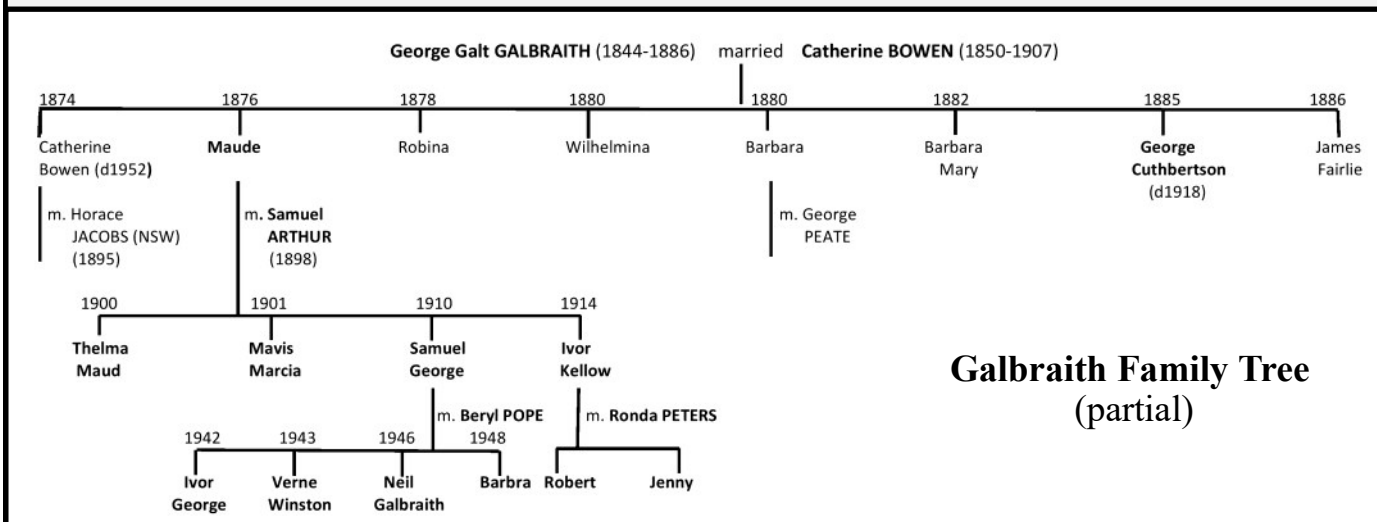 George Galt GALBRAITH (1844-1886) married Catherine BOWEN (1850-1907)
1874 1876 1878 1880 1880 1882 1885 1886
Catherine Maude Robina Wilhelmina Barbara Barbara George James
Bowen (d1952) Mary Cuthbertson Fairlie
(d1918)
m. Horace m. Samuel m. George
JACOBS (NSW) ARTHUR PEATE
(1895) (1898)
1900 1901 1910 1914
Thelma Mavis Samuel Ivor
Maud Marcia George Kellow
Galbraith Family Tree
(partial)
m. Beryl POPE m. Ronda PETERS
1942 1943 1946 1948
Ivor Verne Neil Barbra Robert Jenny
George Winston Galbraith